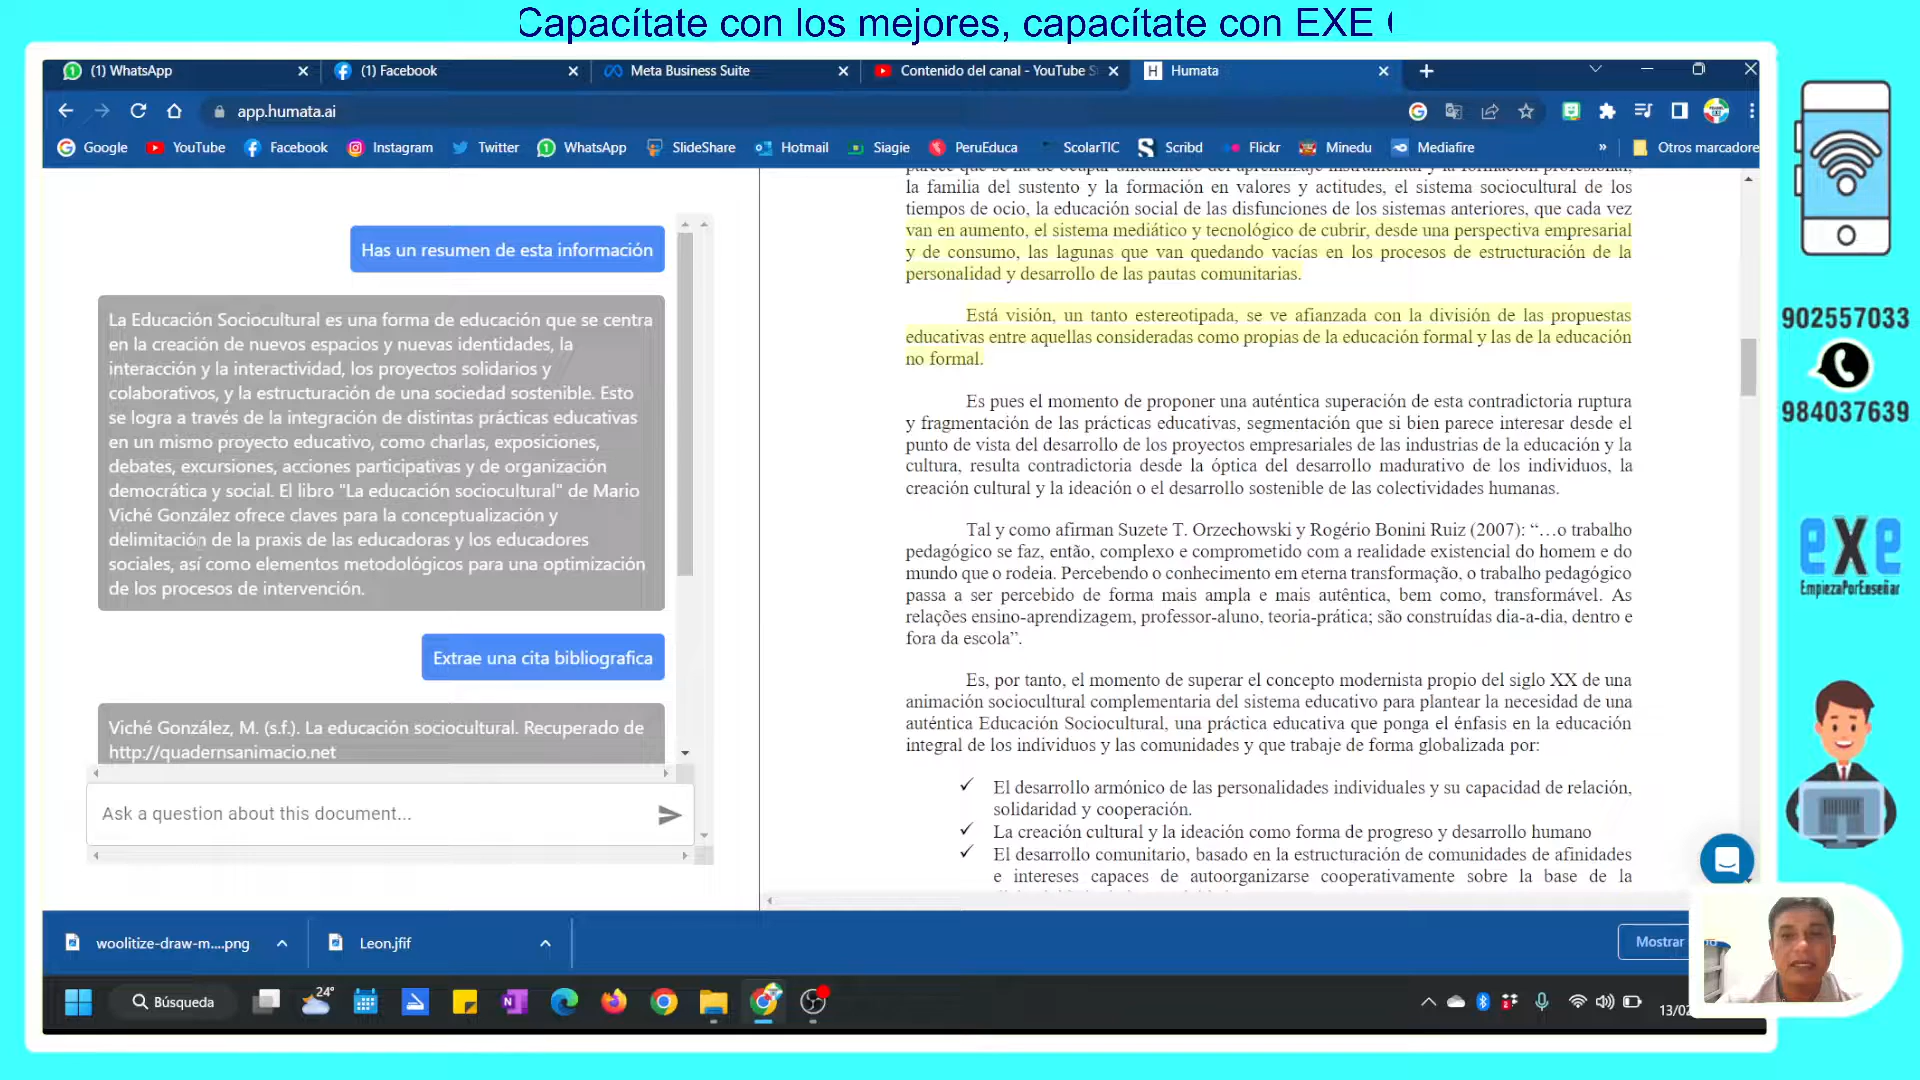 Capacítate con los mejores, capacítate con EXE
(1) WhatsApp
(1) Facebook
Meta Business Suite
Contenido del canal - YouTube S
Humata
app.humata.ai
Google
YouTube
Facebook
Instagram
Twitter
WhatsApp
SlideShare
Hotmail
Siagie
PeruEduca
ScolarTIC
Scribd
Flickr
Minedu
Mediafire
»
Otros marcadore
Has un resumen de esta información
La Educación Sociocultural es una forma de educación que se centra
en la creación de nuevos espacios y nuevas identidades, la
interacción y la interactividad, los proyectos solidarios y
colaborativos, y la estructuración de una sociedad sostenible. Esto
se logra a través de la integración de distintas prácticas educativas
en un mismo proyecto educativo, como charlas, exposiciones,
debates, excursiones, acciones participativas y de organización
democrática y social. El libro "La educación sociocultural" de Mario
Viché González ofrece claves para la conceptualización y
delimitación de la praxis de las educadoras y los educadores
sociales, así como elementos metodológicos para una optimización
de los procesos de intervención.
Extrae una cita bibliografica
Viché González, M. (s.f.). La educación sociocultural. Recuperado de
http://quadernsanimacio.net
Ask a question about this document...
parece que se ha de ocupar únicamente del aprendizaje instrumental y la formación profesional,
la familia del sustento y la formación en valores y actitudes, el sistema sociocultural de los
tiempos de ocio, la educación social de las disfunciones de los sistemas anteriores, que cada vez
van en aumento, el sistema mediático y tecnológico de cubrir, desde una perspectiva empresarial
y de consumo, las lagunas que van quedando vacías en los procesos de estructuración de la
personalidad y desarrollo de las pautas comunitarias.
Está visión, un tanto estereotipada, se ve afianzada con la división de las propuestas
educativas entre aquellas consideradas como propias de la educación formal y las de la educación
no formal.
Es pues el momento de proponer una auténtica superación de esta contradictoria ruptura
y fragmentación de las prácticas educativas, segmentación que si bien parece interesar desde el
punto de vista del desarrollo de los proyectos empresariales de las industrias de la educación y la
cultura, resulta contradictoria desde la óptica del desarrollo madurativo de los individuos, la
creación cultural y la ideación o el desarrollo sostenible de las colectividades humanas.
Tal y como afirman Suzete T. Orzechowski y Rogério Bonini Ruiz (2007): “…o trabalho
pedagógico se faz, então, complexo e comprometido com a realidade existencial do homem e do
mundo que o rodeia. Percebendo o conhecimento em eterna transformação, o trabalho pedagógico
passa a ser percebido de forma mais ampla e mais autêntica, bem como, transformável. As
relações ensino-aprendizagem, professor-aluno, teoria-prática; são construídas dia-a-dia, dentro e
fora da escola”.
Es, por tanto, el momento de superar el concepto modernista propio del siglo XX de una
animación sociocultural complementaria del sistema educativo para plantear la necesidad de una
auténtica Educación Sociocultural, una práctica educativa que ponga el énfasis en la educación
integral de los individuos y las comunidades y que trabaje de forma globalizada por:
✓ El desarrollo armónico de las personalidades individuales y su capacidad de relación,
solidaridad y cooperación.
✓ La creación cultural y la ideación como forma de progreso y desarrollo humano
✓ El desarrollo comunitario, basado en la estructuración de comunidades de afinidades
e intereses capaces de autoorganizarse cooperativamente sobre la base de la
902557033
984037639
eXe
EmpiezaPorEnseñar
woolitize-draw-m....png
Leon.jfif
Mostrar
Búsqueda
24°
13/02